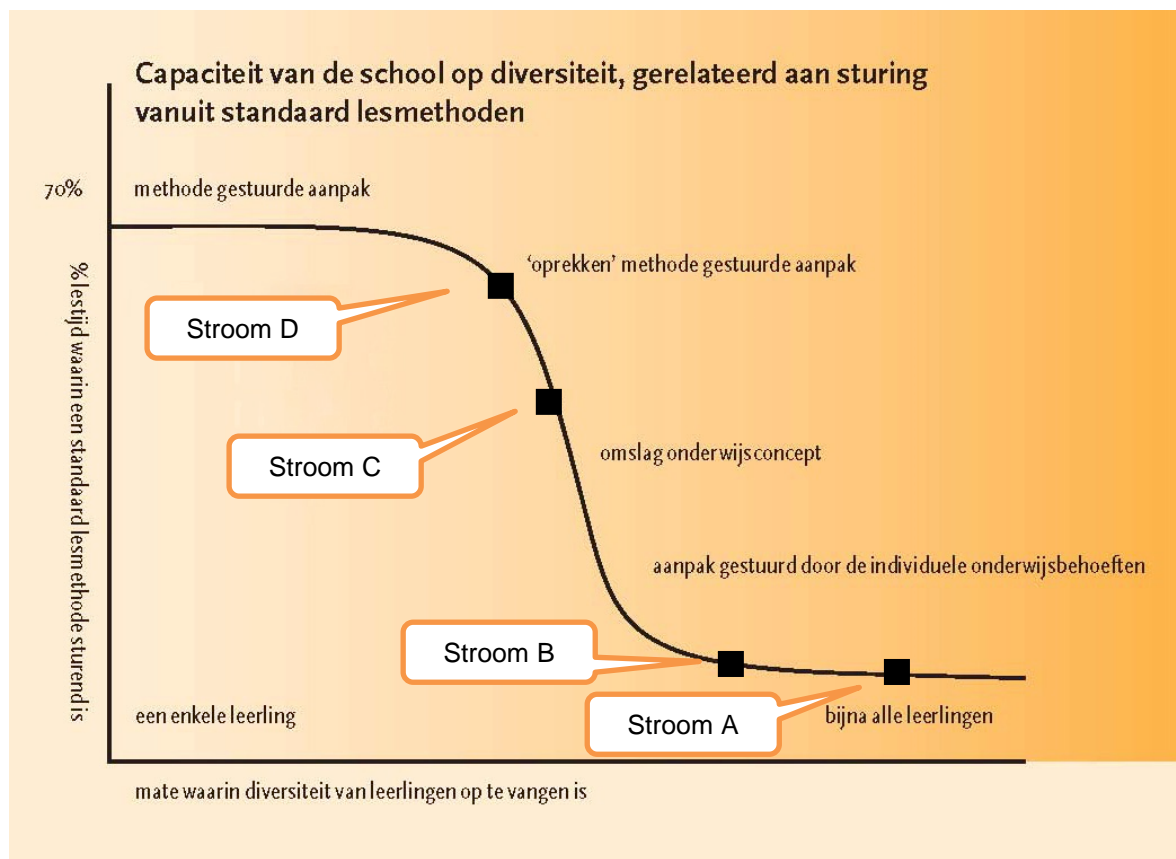 Capaciteit van de school op diversiteit, gerelateerd aan sturing
vanuit standaard lesmethoden
70%
methode gestuurde aanpak
'oprekken' methode gestuurde aanpak
% lestijd waarin een standaard lesmethode sturend is
Stroom D
Stroom C
omslag onderwijsconcept
aanpak gestuurd door de individuele onderwijsbehoeften
Stroom B
een enkele leerling
Stroom A
bijna alle leerlingen
mate waarin diversiteit van leerlingen op te vangen is